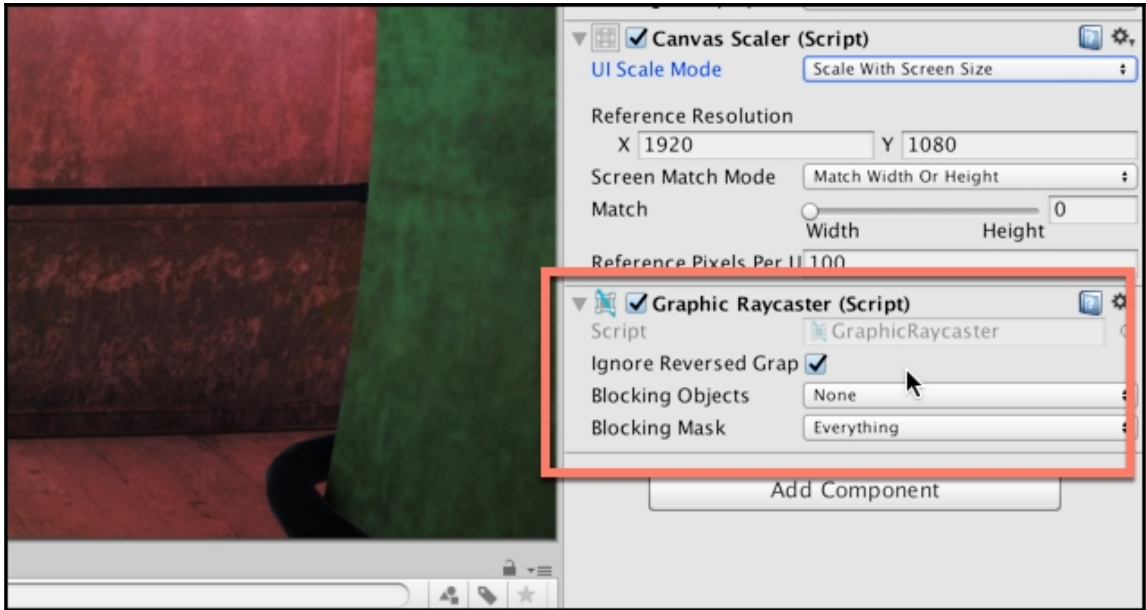 Canvas Scaler (Script)
UI Scale Mode Scale With Screen Size
Reference Resolution
X 1920 Y 1080
Screen Match Mode Match Width Or Height
Match 0
Width Height
Reference Pixels Per U 100
Graphic Raycaster (Script)
Script GraphicRaycaster
Ignore Reversed Grap
Blocking Objects None
Blocking Mask Everything
Add Component